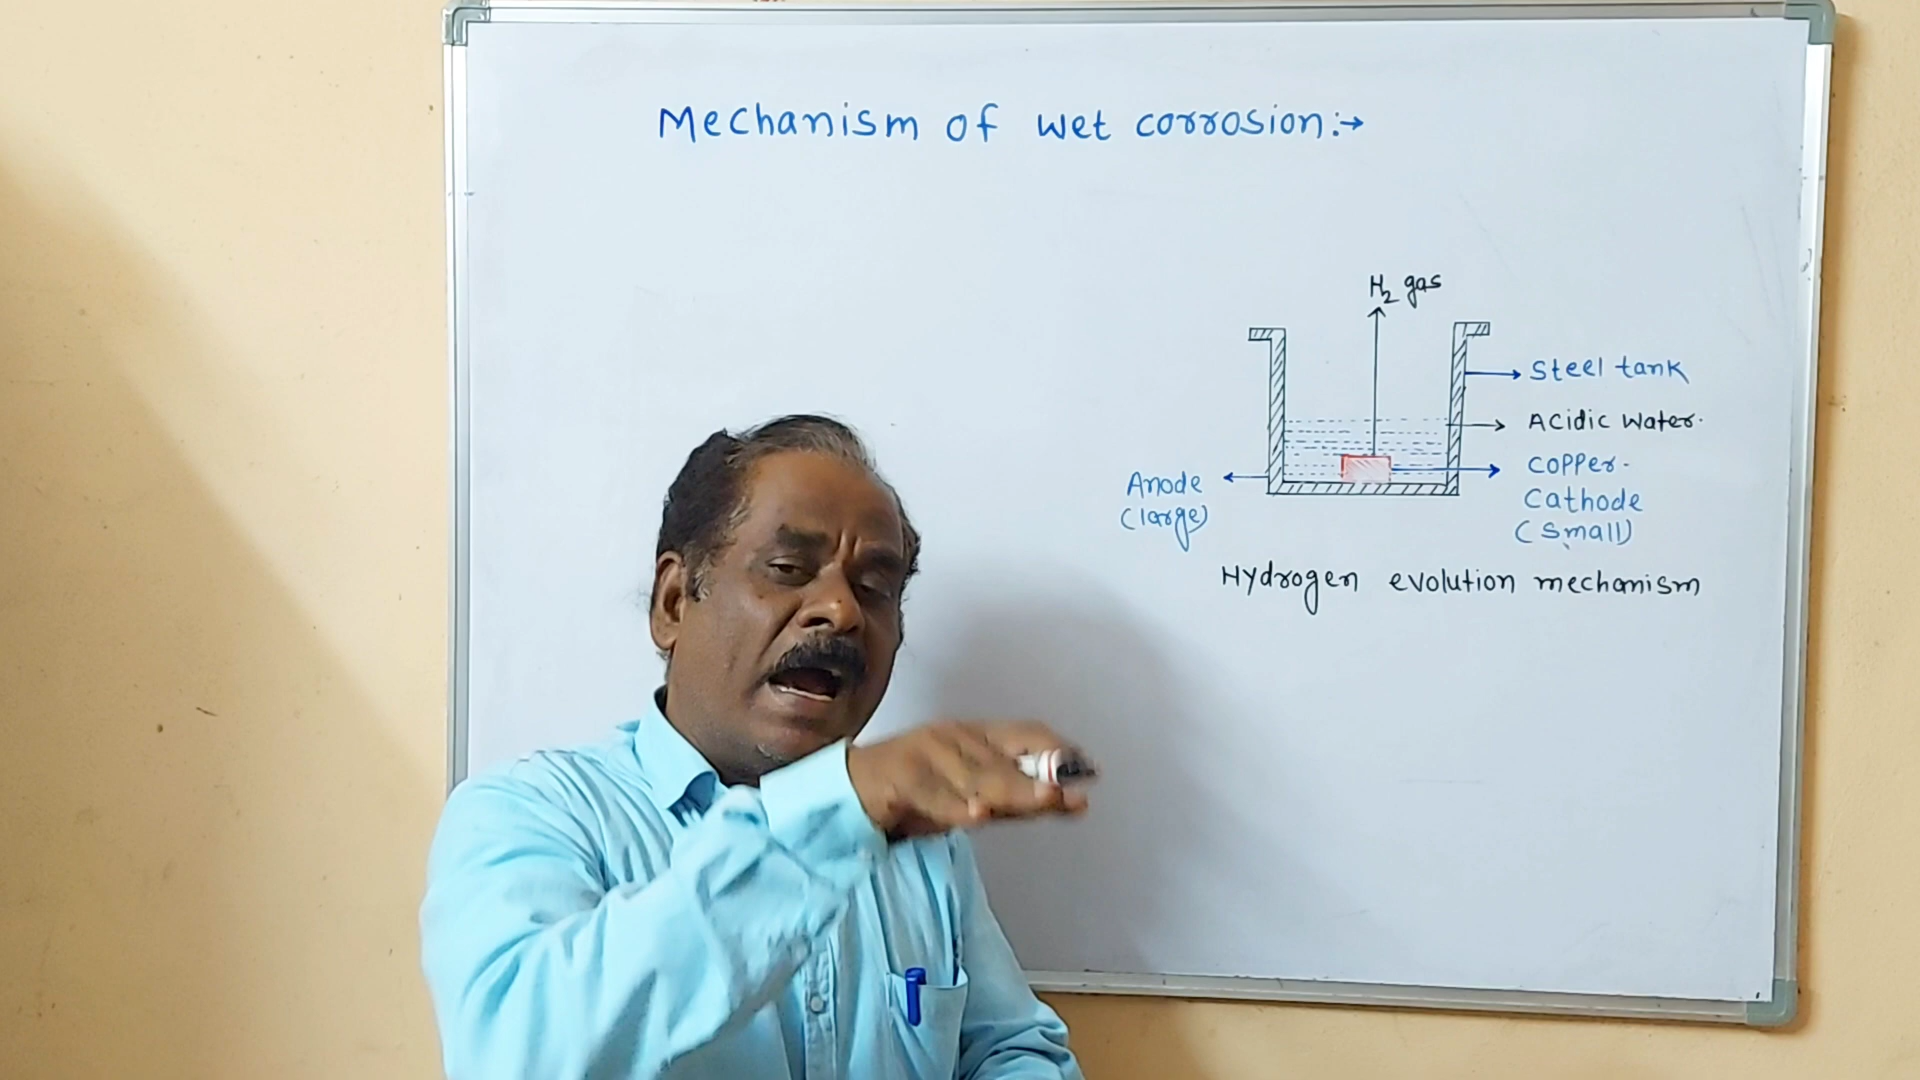 Mechanism of wet corrosion:→
H₂ gas
Steel tank
Acidic water.
Copper-
Cathode
(small)
Anode
(large)
Hydrogen evolution mechanism